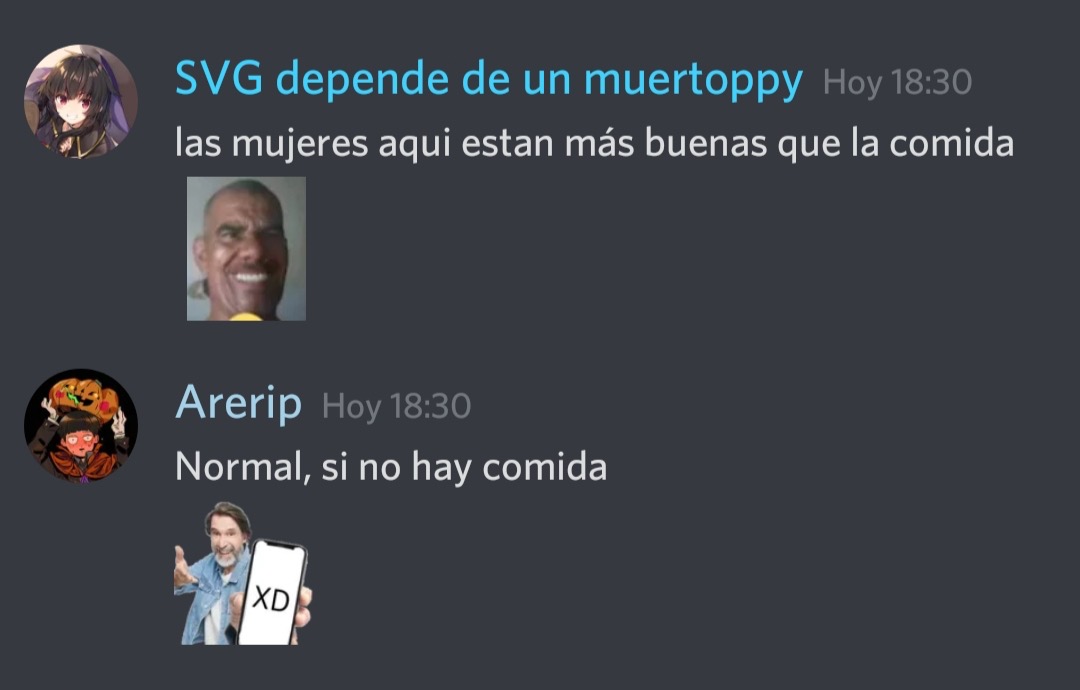 SVG depende de un muertoppy Hoy 18:30
las mujeres aqui estan más buenas que la comida
Arerip Hoy 18:30
Normal, si no hay comida
XD